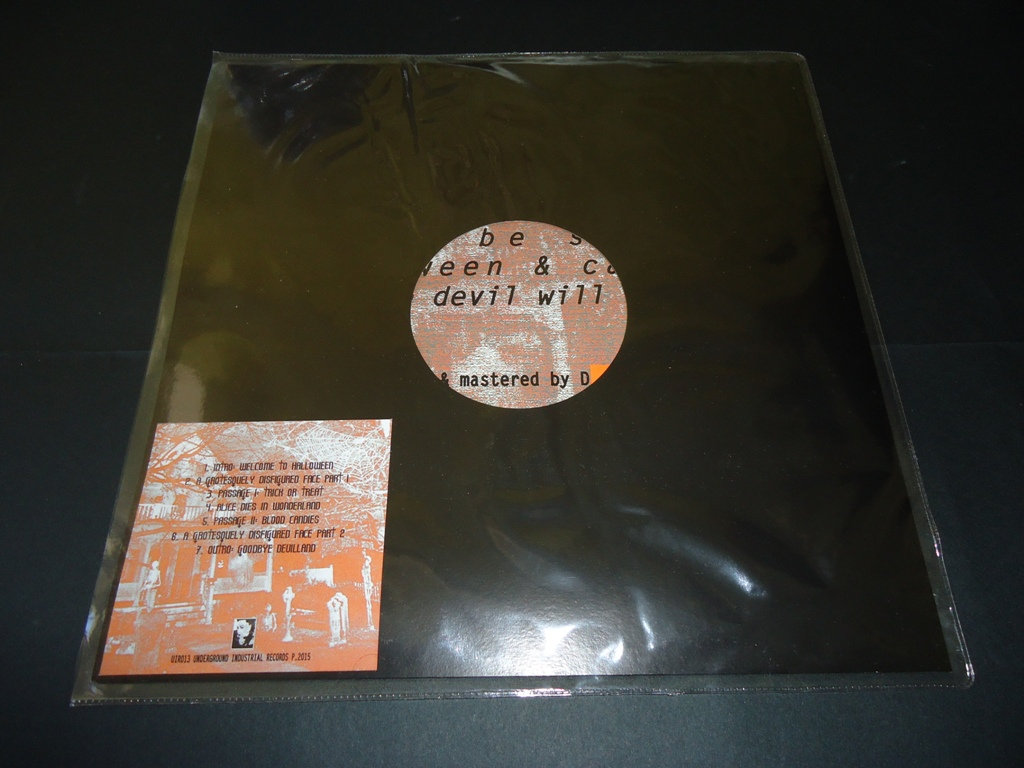 be s
ween & ca
devil will
& mastered by D
1. INTRO: WELCOME TO HALLOWEEN
2. A GROTESQUELY DISFIGURED FACE PART 1
3. PASSAGE I: TRICK OR TREAT
4. ALICE DIES IN WONDERLAND
5. PASSAGE II: BLOOD CANDIES
6. A GROTESQUELY DISFIGURED FACE PART 2
7. OUTRO: GOODBYE DEVILLAND
UIR013 UNDERGROUND INDUSTRIAL RECORDS P.2015